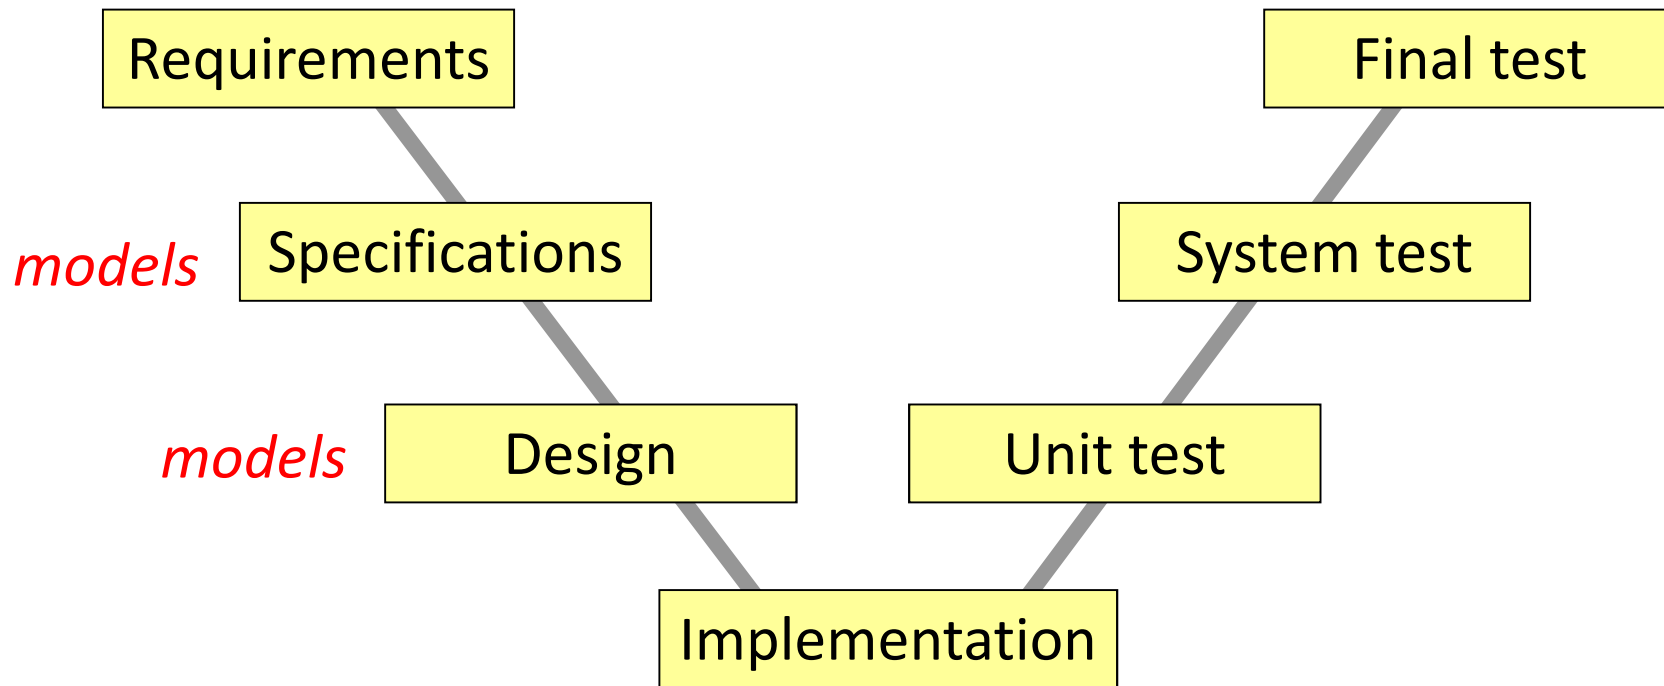 Requirements
Final test
models
Specifications
System test
models
Design
Unit test
Implementation